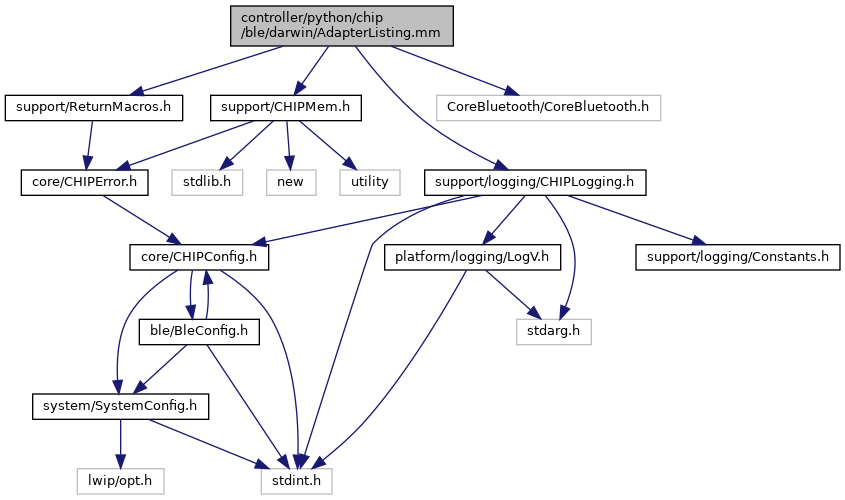 controller/python/chip
/ble/darwin/AdapterListing.mm
support/ReturnMacros.h
support/CHIPMem.h
CoreBluetooth/CoreBluetooth.h
core/CHIPError.h
stdlib.h
new
utility
support/logging/CHIPLogging.h
core/CHIPConfig.h
platform/logging/LogV.h
support/logging/Constants.h
ble/BleConfig.h
stdarg.h
system/SystemConfig.h
lwip/opt.h
stdint.h